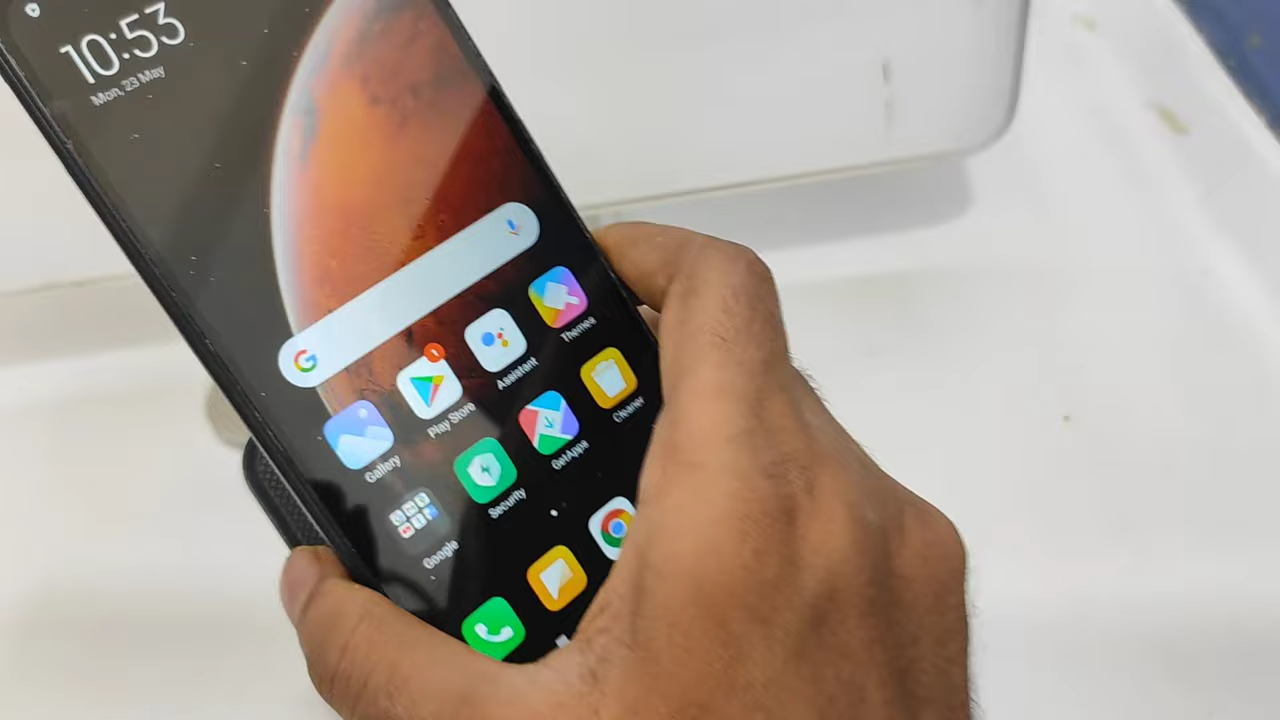 10:53
Mon, 23 May
Gallery
Play Store
Assistant
Themes
Google
Security
GetApps
Cleaner